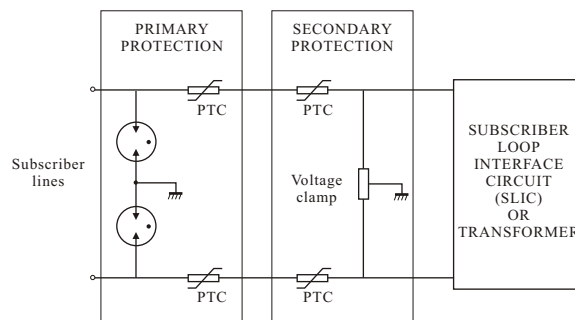 PRIMARY
PROTECTION
SECONDARY
PROTECTION
PTC
PTC
Subscriber
lines
Voltage
clamp
SUBSCRIBER
LOOP
INTERFACE
CIRCUIT
(SLIC)
OR
TRANSFORMER
PTC
PTC